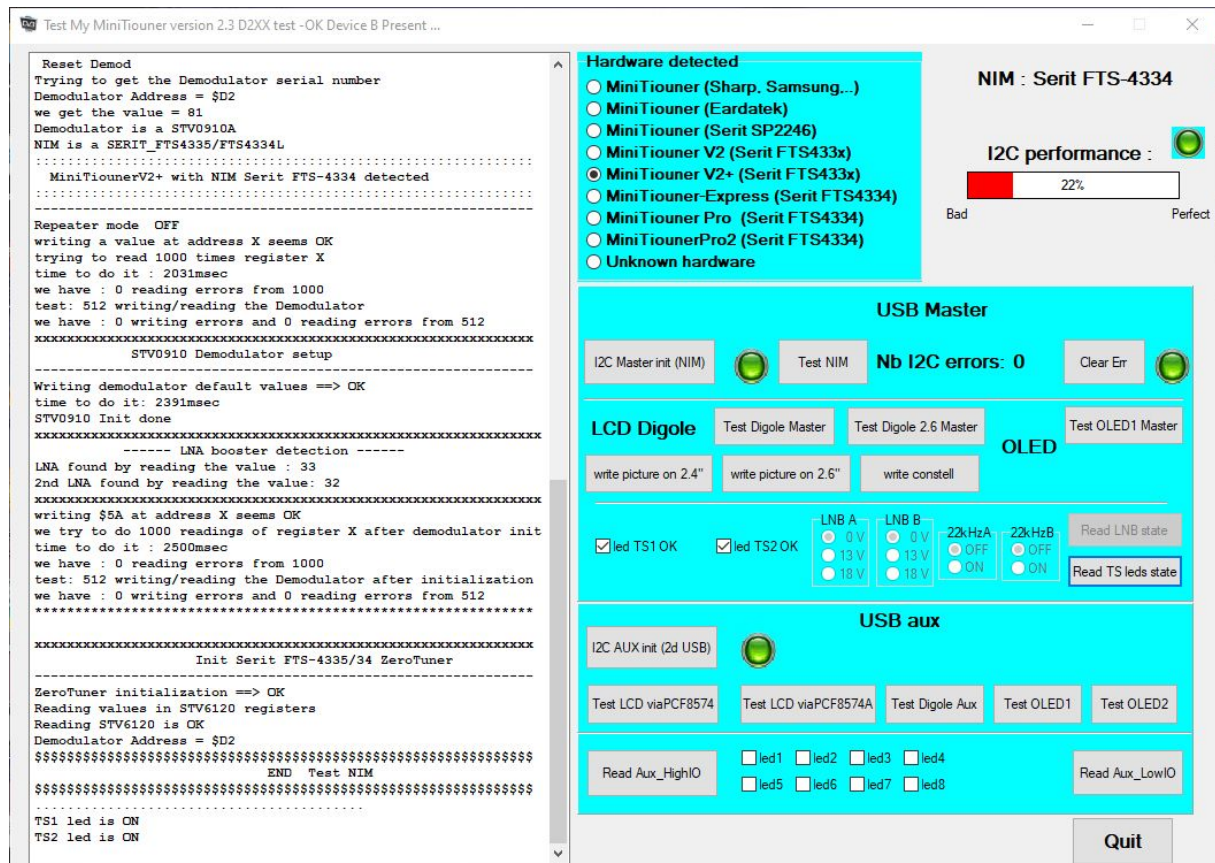 Test My MiniTiouner version 2.3 D2XX test -OK Device B Present ...
Reset Demod
Trying to get the Demodulator serial number
Demodulator Address = $D2
we get the value = 81
Demodulator is a STV0910A
NIM is a SERIT_FTS4335/FTS4334L
::::::::::::::::::::::::::::::::::::::::::::::::::::::::::::::
MiniTiounerV2+ with NIM Serit FTS-4334 detected
::::::::::::::::::::::::::::::::::::::::::::::::::::::::::::::
--------------------------------------------------------------
Repeater mode  OFF
writing a value at address X seems OK
trying to read 1000 times register X
time to do it : 2031msec
we have : 0 reading errors from 1000
test: 512 writing/reading the Demodulator
we have : 0 writing errors and 0 reading errors from 512
xxxxxxxxxxxxxxxxxxxxxxxxxxxxxxxxxxxxxxxxxxxxxxxxxxxxxxxxxxxxxx
STV0910 Demodulator setup
--------------------------------------------------------------
Writing demodulator default values ==> OK
time to do it: 2391msec
STV0910 Init done
xxxxxxxxxxxxxxxxxxxxxxxxxxxxxxxxxxxxxxxxxxxxxxxxxxxxxxxxxxxxxxx
------ LNA booster detection ------
LNA found by reading the value : 33
2nd LNA found by reading the value: 32
xxxxxxxxxxxxxxxxxxxxxxxxxxxxxxxxxxxxxxxxxxxxxxxxxxxxxxxxxxxxxxx
writing $5A at address X seems OK
we try to do 1000 readings of register X after demodulator init
time to do it : 2500msec
we have : 0 reading errors from 1000
test: 512 writing/reading the Demodulator after initialization
we have : 0 writing errors and 0 reading errors from 512
**************************************************************
xxxxxxxxxxxxxxxxxxxxxxxxxxxxxxxxxxxxxxxxxxxxxxxxxxxxxxxxxxxxxx
Init Serit FTS-4335/34 ZeroTuner
--------------------------------------------------------------
ZeroTuner initialization ==> OK
Reading values in STV6120 registers
Reading STV6120 is OK
Demodulator Address = $D2
$$$$$$$$$$$$$$$$$$$$$$$$$$$$$$$$$$$$$$$$$$$$$$$$$$$$$$$$$$$$$$
END  Test NIM
$$$$$$$$$$$$$$$$$$$$$$$$$$$$$$$$$$$$$$$$$$$$$$$$$$$$$$$$$$$$$$
.........................................
TS1 led is ON
TS2 led is ON
Hardware detected
MiniTiouner (Sharp, Samsung,..)
MiniTiouner (Eardatek)
MiniTiouner (Serit SP2246)
MiniTiouner V2 (Serit FTS433x)
MiniTiouner V2+ (Serit FTS433x)
MiniTiouner-Express (Serit FTS4334)
MiniTiouner Pro  (Serit FTS4334)
MiniTiounerPro2 (Serit FTS4334)
Unknown hardware
NIM : Serit FTS-4334
I2C performance :
22%
Bad Perfect
USB Master
I2C Master init (NIM) Test NIM Nb I2C errors: 0 Clear Err
LCD Digole Test Digole Master Test Digole 2.6 Master OLED Test OLED1 Master
write picture on 2.4" write picture on 2.6" write constell
led TS1 OK led TS2 OK
LNB A
0 V
13 V
18 V
LNB B
0 V
13 V
18 V
22kHzA
OFF
ON
22kHzB
OFF
ON
Read LNB state
Read TS leds state
USB aux
I2C AUX init (2d USB)
Test LCD viaPCF8574 Test LCD viaPCF8574A Test Digole Aux Test OLED1 Test OLED2
Read Aux_HighIO
led1 led2 led3 led4
led5 led6 led7 led8
Read Aux_LowIO
Quit